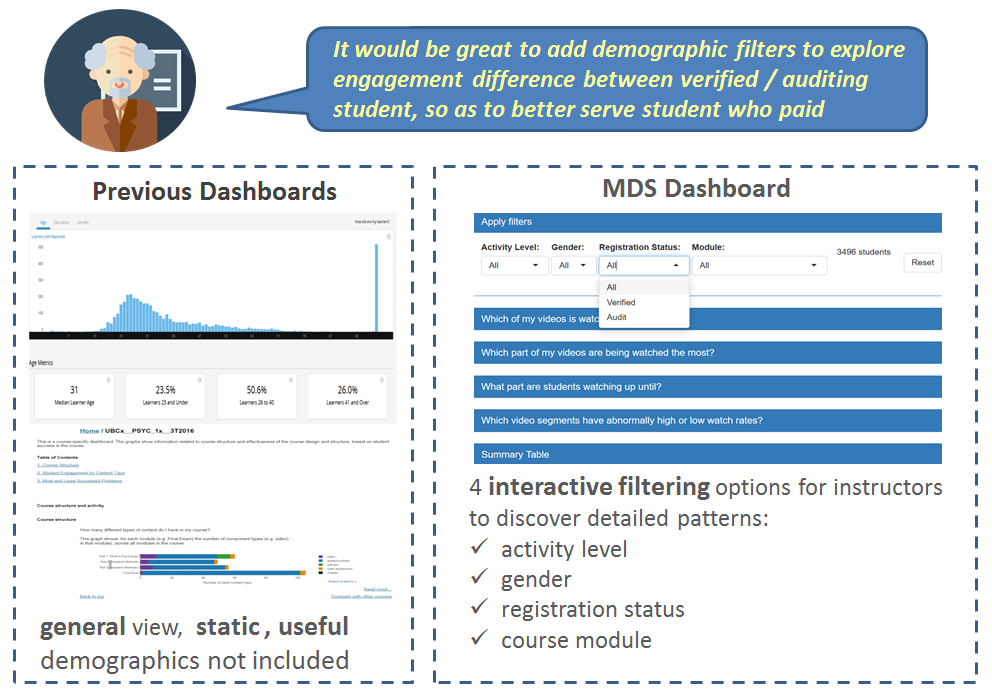 It would be great to add demographic filters to explore
engagement difference between verified / auditing
student, so as to better serve student who paid
Previous Dashboards
Age Education Gender
How old are my learners?
Learners (Self-Reported)
Age Metrics
31
Median Learner Age
23.5%
Learners 25 and Under
50.6%
Learners 26 to 40
26.0%
Learners 41 and Over
Home / UBCx__PSYC_1x__3T2016
This is a course-specific dashboard. The graphs show information related to course structure and effectiveness of the course design and structure, based on student
success in the course.
Table of Contents
1. Course Structure
2. Student Engagement by Content Type
3. Most and Least Successful Problems
Course structure and activity
Course structure
How many different types of content do I have in my course?
This graph shows, for each module (e.g. Final Exam) the number of component types (e.g. video)
in that module), across all modules in the course.
Number of each content type
Read more...
Back to top
Compare with other courses
general view, static , useful
demographics not included
MDS Dashboard
Apply filters
Activity Level: Gender: Registration Status: Module:
All All All All
3496 students
Reset
All
Verified
Audit
Which of my videos is watc
Which part of my videos are being watched the most?
What part are students watching up until?
Which video segments have abnormally high or low watch rates?
Summary Table
4 interactive filtering options for instructors
to discover detailed patterns:
✓ activity level
✓ gender
✓ registration status
✓ course module